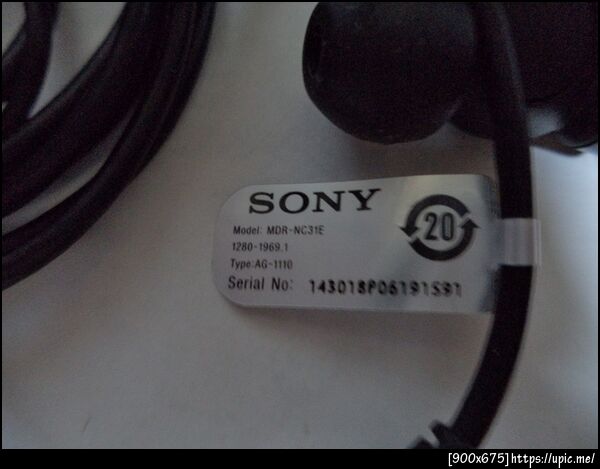 SONY
Model: MDR-NC31E
20
1280-1969.1
Type:AG-1110
Serial No: 143018P06191591
[900x675]https://upic.me/